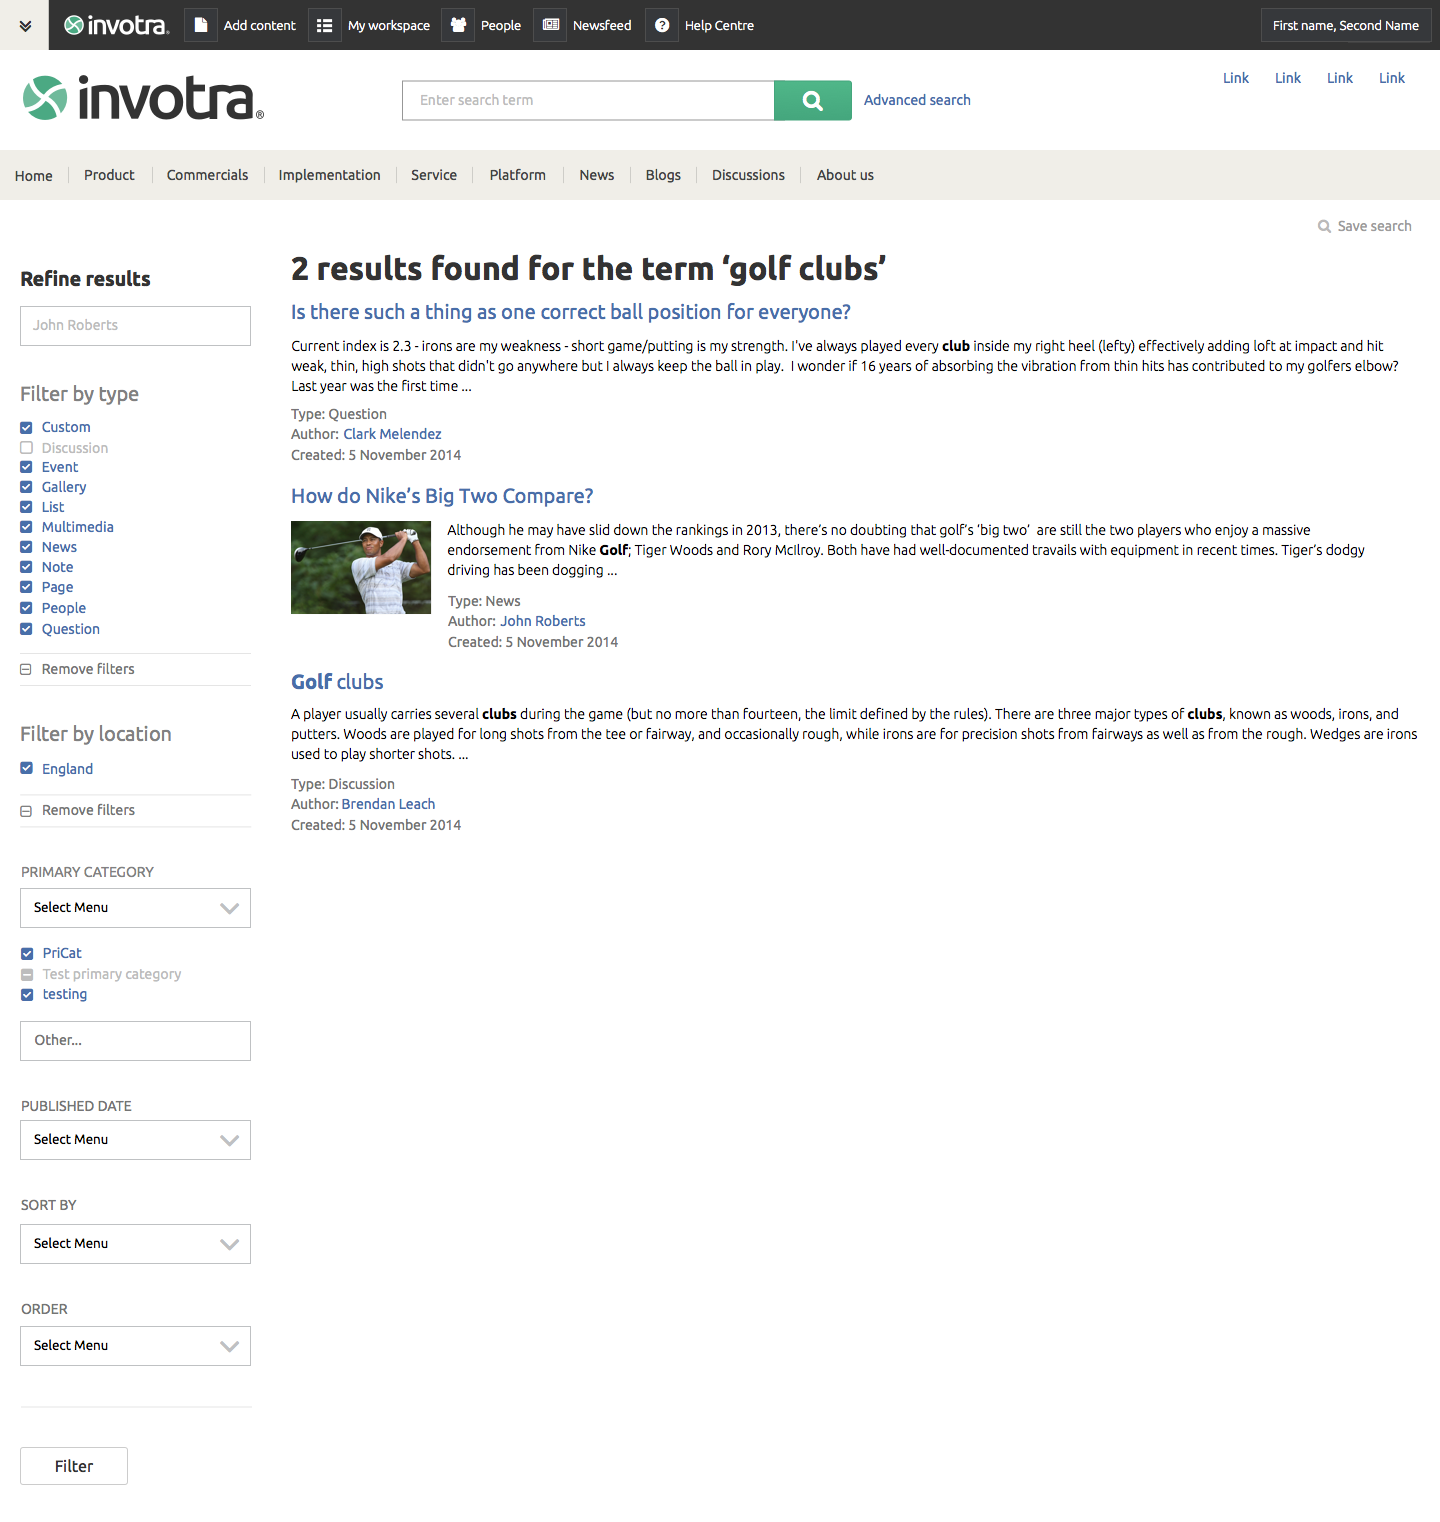 invotra.
Add content
My workspace
People
Newsfeed
Help Centre
First name, Second Name
invotra®
Enter search term
Advanced search
Link
Link
Link
Link
Home
Product
Commercials
Implementation
Service
Platform
News
Blogs
Discussions
About us
Save search
Refine results
John Roberts
Filter by type
Custom
Discussion
Event
Gallery
List
Multimedia
News
Note
Page
People
Question
Remove filters
Filter by location
England
Remove filters
PRIMARY CATEGORY
Select Menu
PriCat
Test primary category
testing
Other...
PUBLISHED DATE
Select Menu
SORT BY
Select Menu
ORDER
Select Menu
Filter
2 results found for the term ‘golf clubs’
Is there such a thing as one correct ball position for everyone?
Current index is 2.3 - irons are my weakness - short game/putting is my strength. I've always played every club inside my right heel (lefty) effectively adding loft at impact and hit
weak, thin, high shots that didn't go anywhere but I always keep the ball in play.  I wonder if 16 years of absorbing the vibration from thin hits has contributed to my golfers elbow?
Last year was the first time ...
Type: Question
Author: Clark Melendez
Created: 5 November 2014
How do Nike’s Big Two Compare?
Although he may have slid down the rankings in 2013, there’s no doubting that golf’s ‘big two’  are still the two players who enjoy a massive
endorsement from Nike Golf; Tiger Woods and Rory McIlroy. Both have had well-documented travails with equipment in recent times. Tiger’s dodgy
driving has been dogging ...
Type: News
Author: John Roberts
Created: 5 November 2014
Golf clubs
A player usually carries several clubs during the game (but no more than fourteen, the limit defined by the rules). There are three major types of clubs, known as woods, irons, and
putters. Woods are played for long shots from the tee or fairway, and occasionally rough, while irons are for precision shots from fairways as well as from the rough. Wedges are irons
used to play shorter shots. ...
Type: Discussion
Author: Brendan Leach
Created: 5 November 2014